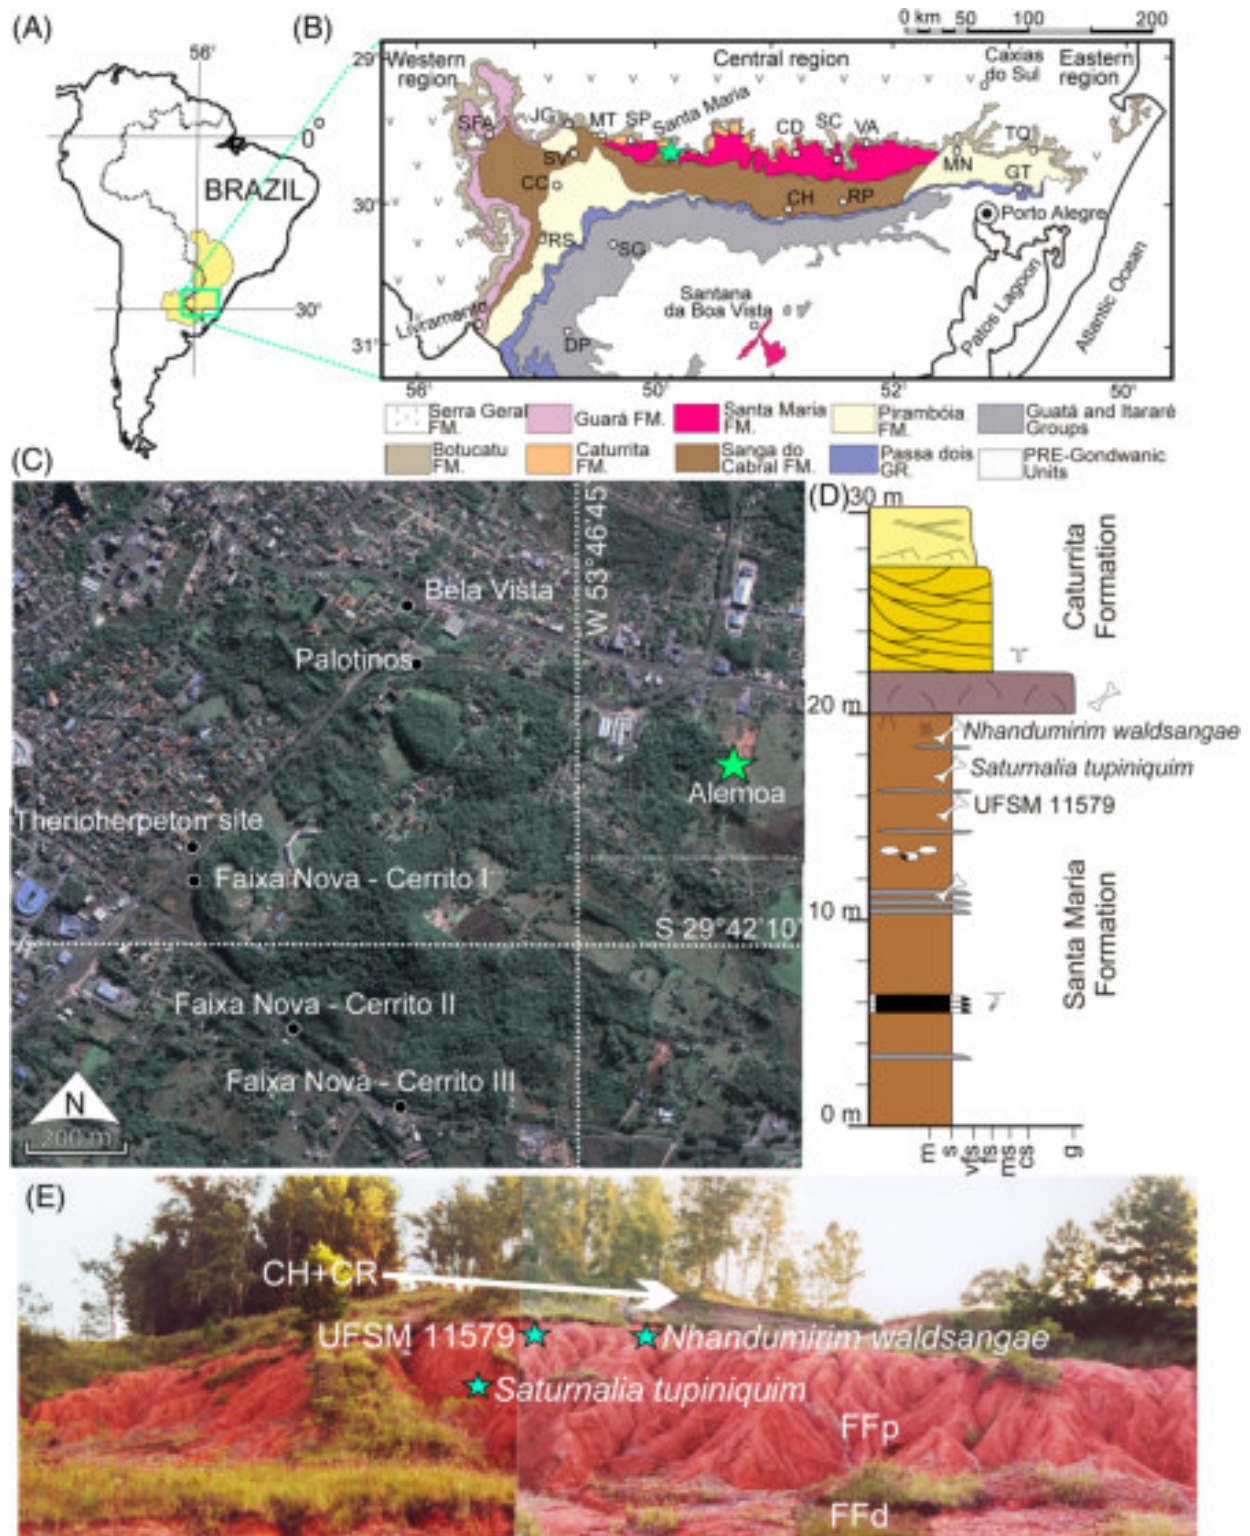 (A)
56°
0°
BRAZIL
30°
(B)
0 km 50 100 200
29°
Western region
Central region
Caxias do Sul
Eastern region
SFA
JG
MT
SP
Santa Maria
CD
SC
VA
MN
TQ
GT
SV
CC
CH
RP
30°
RS
SG
Porto Alegre
Livramento
Santana da Boa Vista
Patos Lagoon
Atlantic Ocean
31°
DP
56° 50° 52° 50°
Serra Geral FM.
Guará FM.
Santa Maria FM.
Pirambóia FM.
Guatá and Itararé Groups
Botucatu FM.
Caturrita FM.
Sanga do Cabral FM.
Passa dois GR.
PRE-Gondwanic Units
(C)
W 53°46'45
Bela Vista
Palotinos
Alemoa
Therioherpeton site
Faixa Nova - Cerrito I
S 29°42'10'
Faixa Nova - Cerrito II
Faixa Nova - Cerrito III
N
200 m
(D)
30 m
Caturrita Formation
20 m
Nhandumirim waldsangae
Saturnalia tupiniquim
UFSM 11579
10 m
Santa Maria Formation
0 m
m s vfs fs ms cs g
(E)
CH+CR
UFSM 11579
Nhandumirim waldsangae
Saturnalia tupiniquim
FFp
FFd